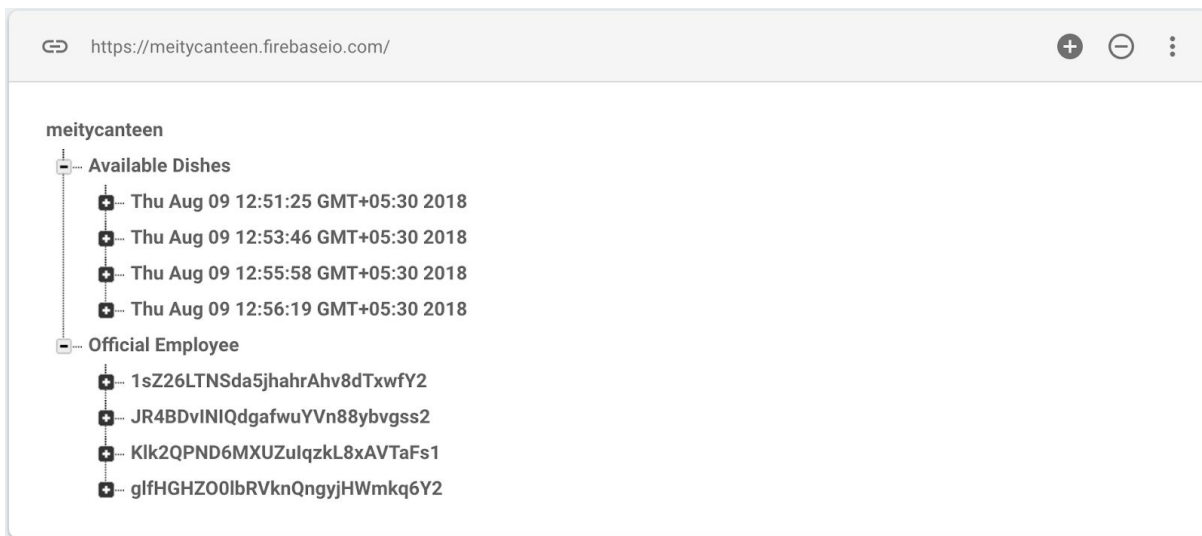 https://meitycanteen.firebaseio.com/
meitycanteen
Available Dishes
Thu Aug 09 12:51:25 GMT+05:30 2018
Thu Aug 09 12:53:46 GMT+05:30 2018
Thu Aug 09 12:55:58 GMT+05:30 2018
Thu Aug 09 12:56:19 GMT+05:30 2018
Official Employee
1sZ26LTNSda5jhahrAhv8dTxwfY2
JR4BDvINIQdgafwuYVn88ybvgss2
Klk2QPND6MXUZuIqzkL8xAVTaFs1
glfHGHZO0lbRVknQngyjHWmkq6Y2